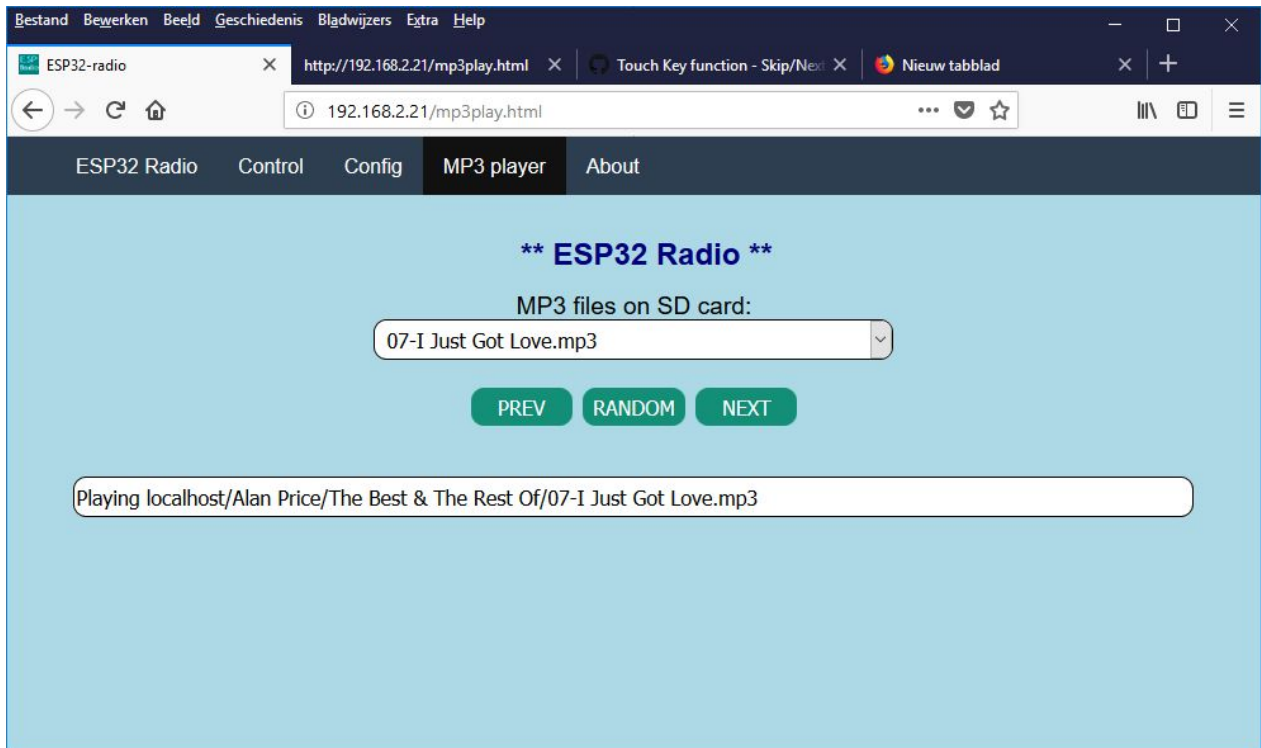 Bestand Bewerken Beeld Geschiedenis Bladwijzers Extra Help
ESP32-radio http://192.168.2.21/mp3play.html Touch Key function - Skip/Next Nieuw tabblad
192.168.2.21/mp3play.html
ESP32 Radio Control Config MP3 player About
** ESP32 Radio **
MP3 files on SD card:
07-I Just Got Love.mp3
PREV RANDOM NEXT
Playing localhost/Alan Price/The Best & The Rest Of/07-I Just Got Love.mp3